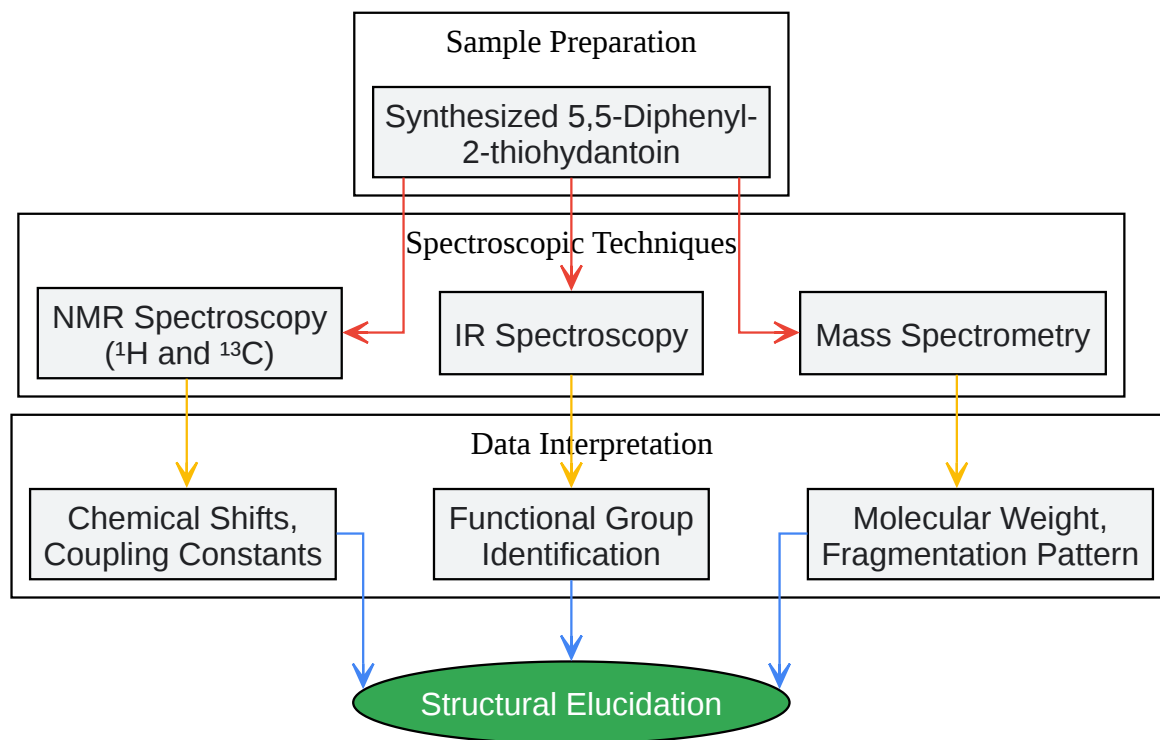 Sample Preparation
Synthesized 5,5-Diphenyl-
2-thiohydantoin
Spectroscopic Techniques
NMR Spectroscopy
(¹H and ¹³C)
IR Spectroscopy
Mass Spectrometry
Data Interpretation
Chemical Shifts,
Coupling Constants
Functional Group
Identification
Molecular Weight,
Fragmentation Pattern
Structural Elucidation